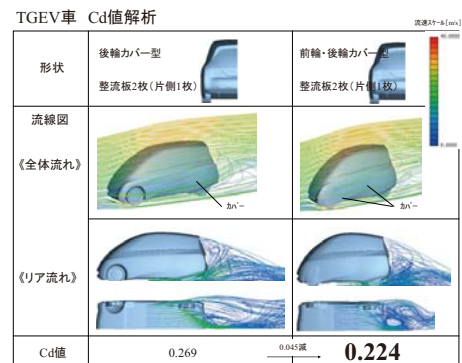 TGEV車 Cd値解析
流速スケール[m/s]
形状
後輪カバー型
整流板2枚(片側1枚)
前輪・後輪カバー型
整流板2枚(片側1枚)
流線図
《全体流れ》
カバー
カバー
《リア流れ》
Cd値
0.269
0.045減
0.224